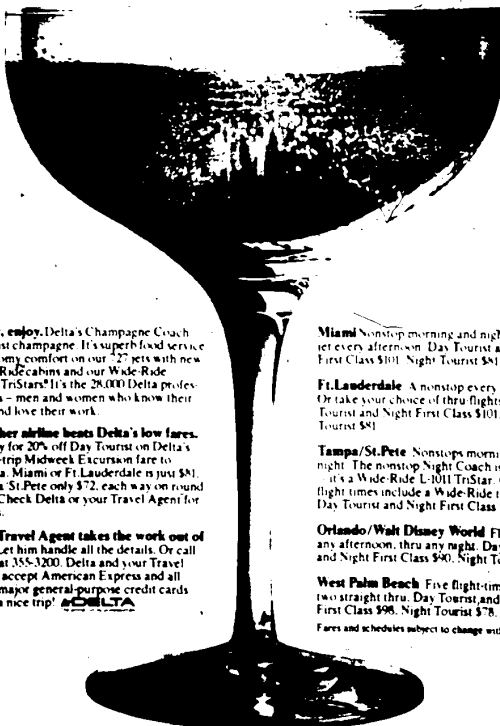 , enjoy. Delta's Champagne Coach
ist champagne. It's superb food service
omy comfort on our 727 jets with new
Ridecabins and our Wide-Ride
TriStars! It's the 28,000 Delta profes-
– men and women who know their
nd love their work.
her airline beats Delta's low fares.
y for 20% off Day Tourist on Delta's
-trip Midweek Excursion fare to
a. Miami or Ft. Lauderdale is just $81.
St. Pete only $72, each way on round
Check Delta or your Travel Agent for
s.
Travel Agent takes the work out of
Let him handle all the details. Or call
at 355-3200. Delta and your Travel
accept American Express and all
major general-purpose credit cards
a nice trip! DELTA
Miami Nonstop morning and nigh
jet every afternoon. Day Tourist a
First Class $101. Night Tourist $81
Ft. Lauderdale A nonstop every
Or take your choice of thru-flights
Tourist and Night First Class $101.
Tourist $81
Tampa/St. Pete Nonstops morni
night. The nonstop Night Coach i
– it's a Wide-Ride L-1011 TriStar.
flight times include a Wide-Ride t
Day Tourist and Night First Class
Orlando/Walt Disney World Fl
any afternoon, thru any night. Da
and Night First Class $90. Night To
West Palm Beach Five flight-tim
two straight thru. Day Tourist and
First Class $98. Night Tourist $78.
Fares and schedules subject to change wit